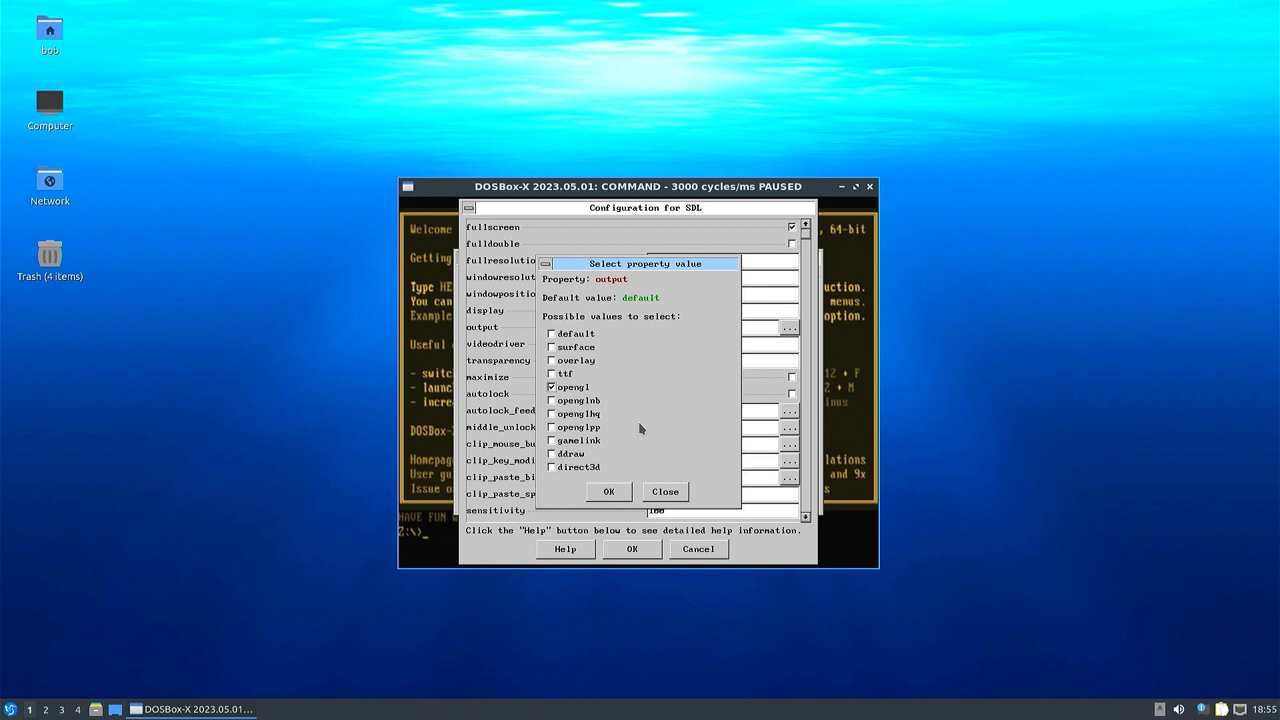 bob
Computer
Network
Trash (4 items)
DOSBox-X 2023.05.01: COMMAND - 3000 cycles/ms PAUSED
Configuration for SDL
Welcome
, 64-bit
Getting
Type HE
uction.
You can
menus.
Example
option.
Useful
- switc
12 + F
- launc
2 + M
- increa
inus
DOSBox-
Homepag
lations
User gu
and 9x
Issue o
s
HAVE FUN
Z:\>_
fullscreen
fulldouble
fullresolutio
windowresolut
windowpositio
display
output
...
videodriver
transparency
maximize
autolock
autolock_feed
...
middle_unlock
...
clip_mouse_bu
...
clip_key_modi
...
clip_paste_bi
...
clip_paste_sp
sensitivity
100
Select property value
Property: output
Default value: default
Possible values to select:
default
surface
overlay
ttf
opengl
openglnb
openglhq
openglpp
gamelink
ddraw
direct3d
OK
Close
Click the "Help" button below to see detailed help information.
Help
OK
Cancel
1
2
3
4
DOSBox-X 2023.05.01...
18:55